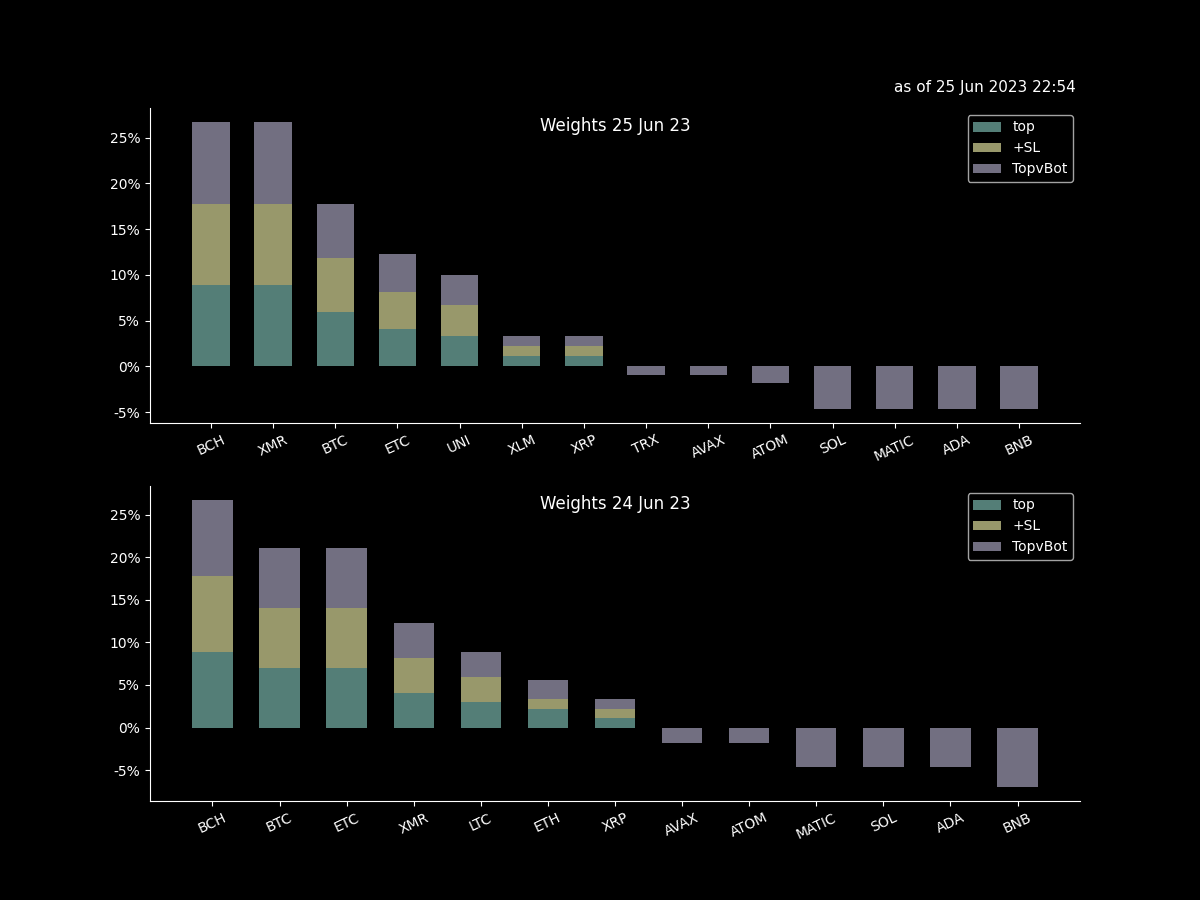 as of 25 Jun 2023 22:54
Weights 25 Jun 23
top
+SL
TopvBot
25%
20%
15%
10%
5%
0%
-5%
BCH XMR BTC ETC UNI XLM XRP TRX AVAX ATOM SOL MATIC ADA BNB
Weights 24 Jun 23
top
+SL
TopvBot
25%
20%
15%
10%
5%
0%
-5%
BCH BTC ETC XMR LTC ETH XRP AVAX ATOM MATIC SOL ADA BNB